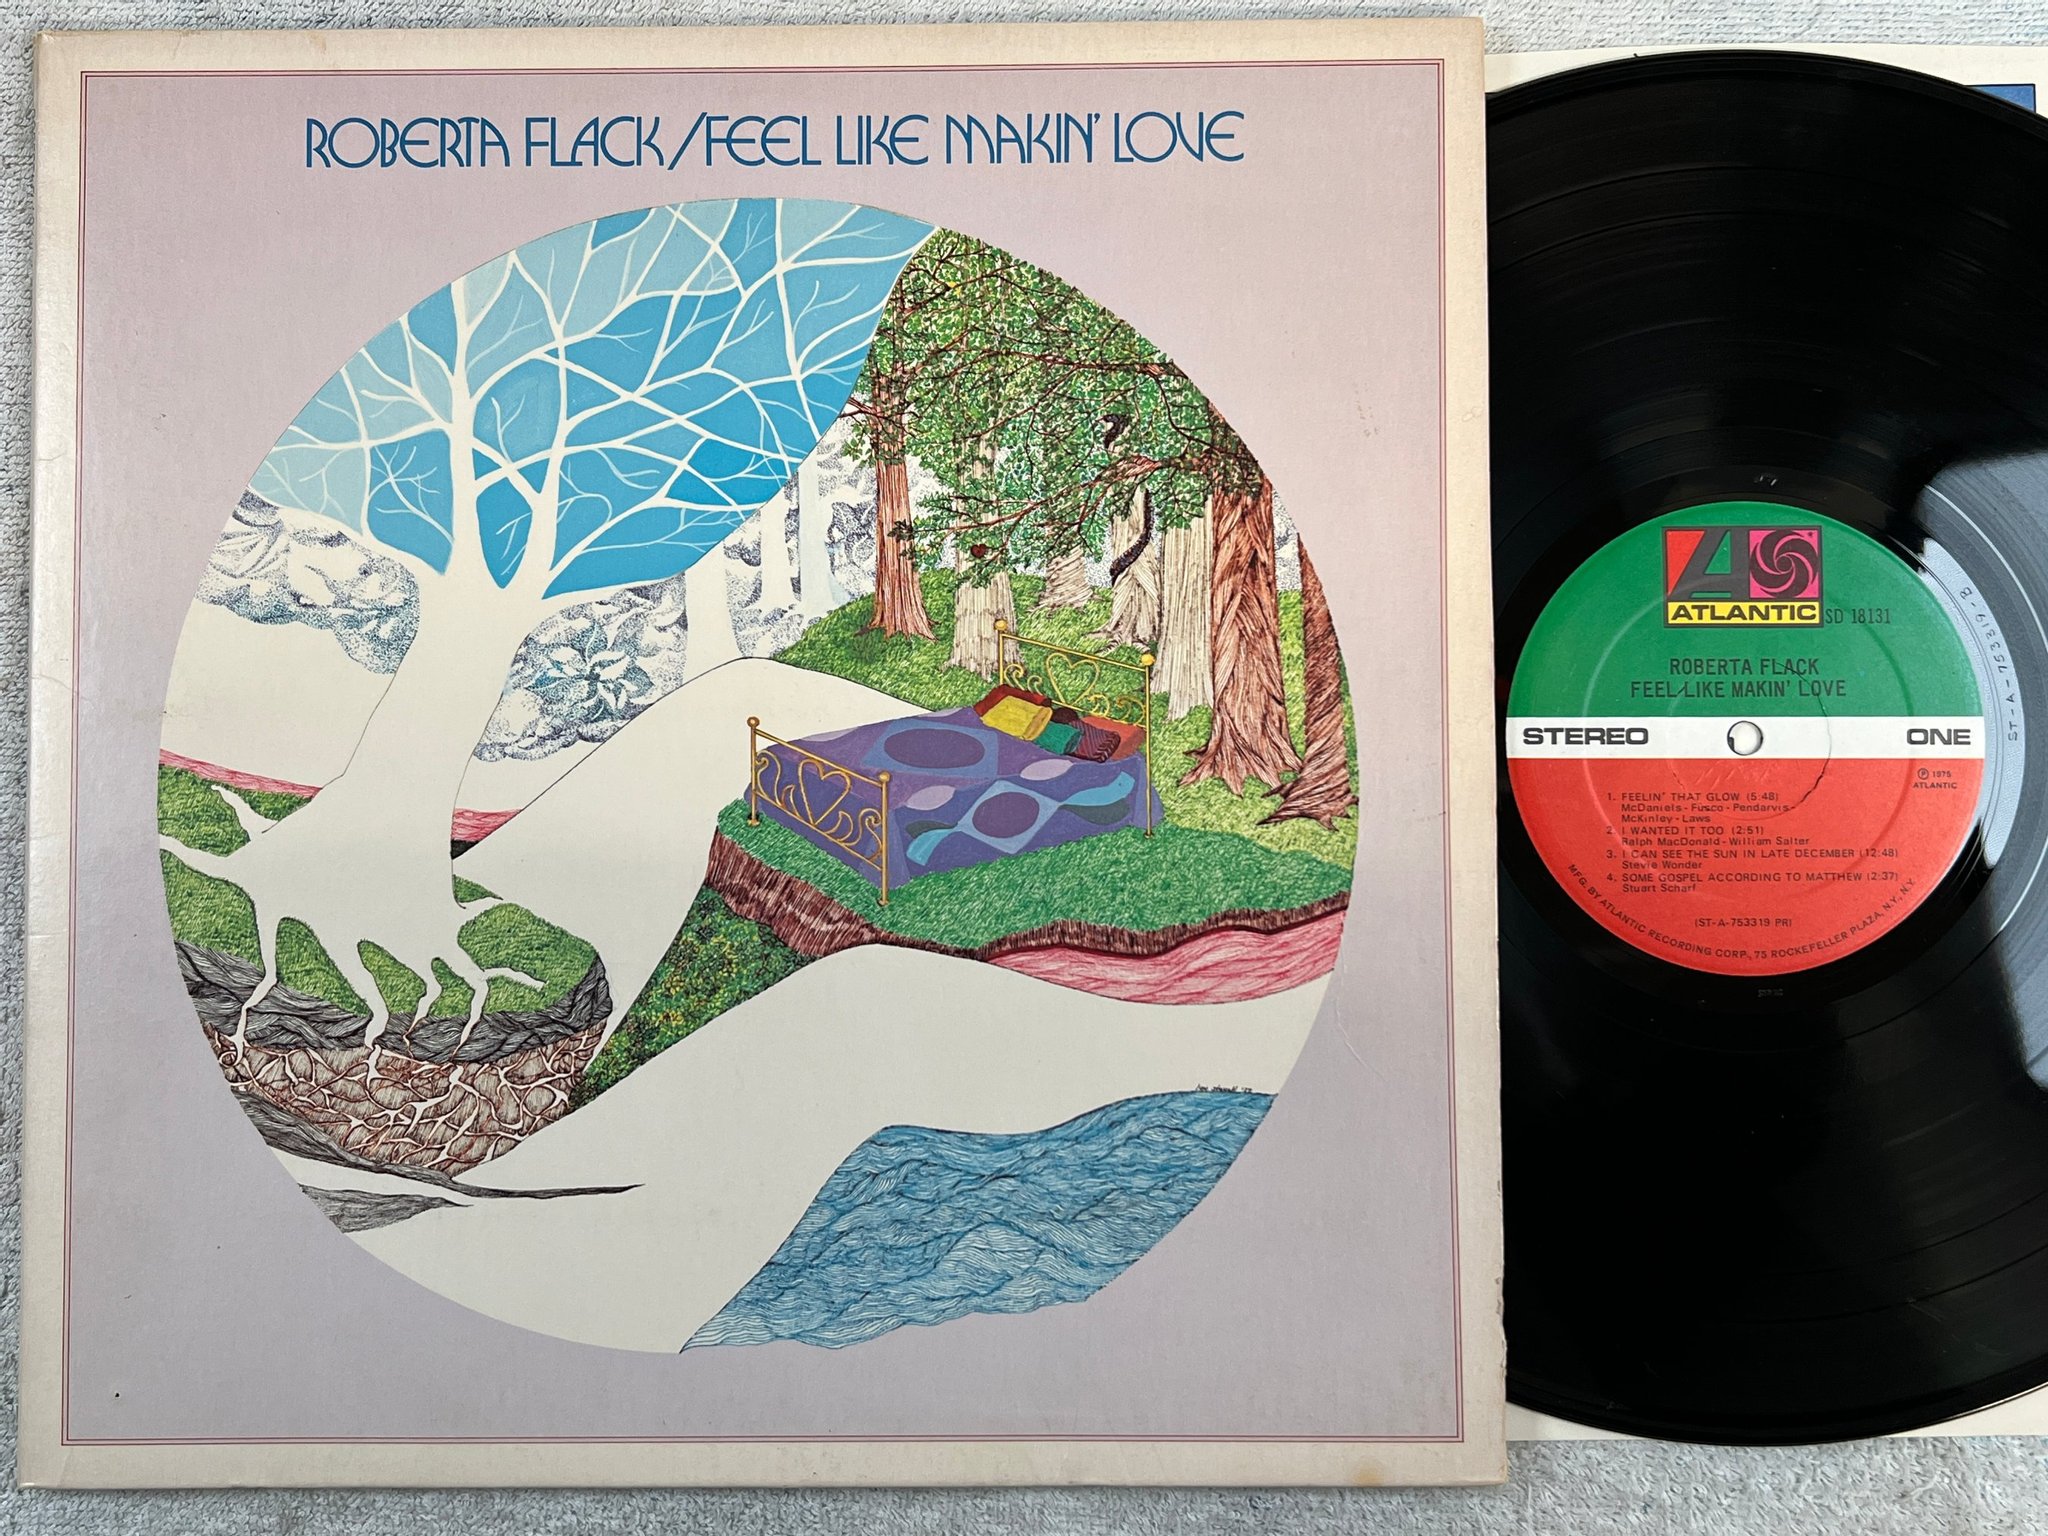 ROBERTA FLACK/FEEL LIKE MAKIN' LOVE
ATLANTIC
SD 18131
ROBERTA FLACK
FEEL LIKE MAKIN' LOVE
STEREO
ONE
℗ 1975
ATLANTIC
1. FEELIN' THAT GLOW (5:48)
McDaniels - Fusco - Pendarvis-
McKinley - Laws
2. I WANTED IT TOO (2:51)
Ralph MacDonald - William Salter
3. I CAN SEE THE SUN IN LATE DECEMBER (12:48)
Stevie Wonder
4. SOME GOSPEL ACCORDING TO MATTHEW (2:37)
Stuart Scharf
(ST-A-753319 PR)
MFG. BY ATLANTIC RECORDING CORP., 75 ROCKEFELLER PLAZA, N.Y., N.Y.
ST-A-753319-B